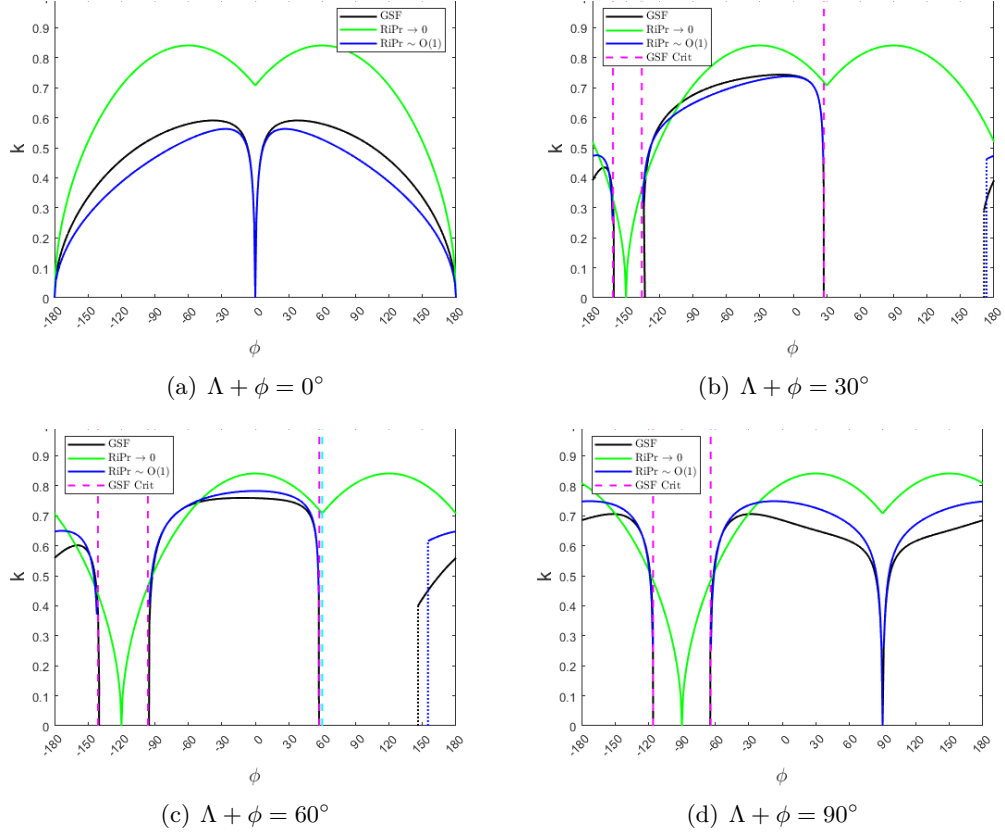 GSF
RiPr → 0
RiPr ∼ O(1)
0.9
0.8
0.7
0.6
0.5
0.4
0.3
0.2
0.1
0
k
-180 -150 -120 -90 -60 -30 0 30 60 90 120 150 180
ϕ
(a) Λ + ϕ = 0°
GSF
RiPr → 0
RiPr ∼ O(1)
GSF Crit
0.9
0.8
0.7
0.6
0.5
0.4
0.3
0.2
0.1
0
k
-180 -150 -120 -90 -60 -30 0 30 60 90 120 150 180
ϕ
(b) Λ + ϕ = 30°
GSF
RiPr → 0
RiPr ∼ O(1)
GSF Crit
0.9
0.8
0.7
0.6
0.5
0.4
0.3
0.2
0.1
0
k
-180 -150 -120 -90 -60 -30 0 30 60 90 120 150 180
ϕ
(c) Λ + ϕ = 60°
GSF
RiPr → 0
RiPr ∼ O(1)
GSF Crit
0.9
0.8
0.7
0.6
0.5
0.4
0.3
0.2
0.1
0
k
-180 -150 -120 -90 -60 -30 0 30 60 90 120 150 180
ϕ
(d) Λ + ϕ = 90°